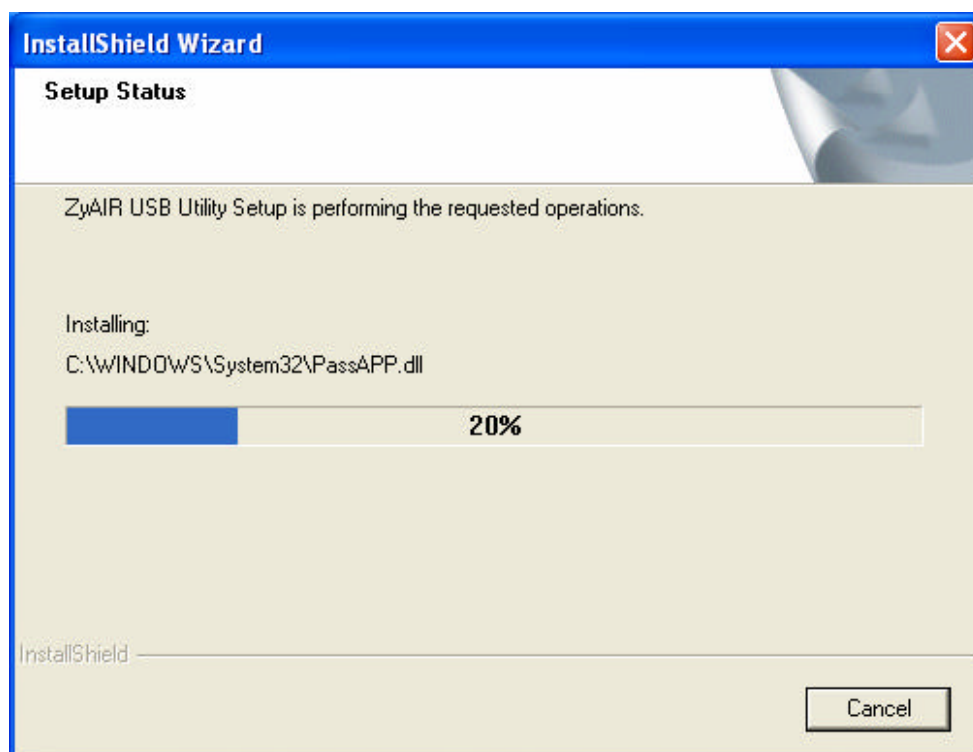 InstallShield Wizard
Setup Status
ZyAIR USB Utility Setup is performing the requested operations.
Installing:
C:\WINDOWS\System32\PassAPP.dll
20%
InstallShield
Cancel